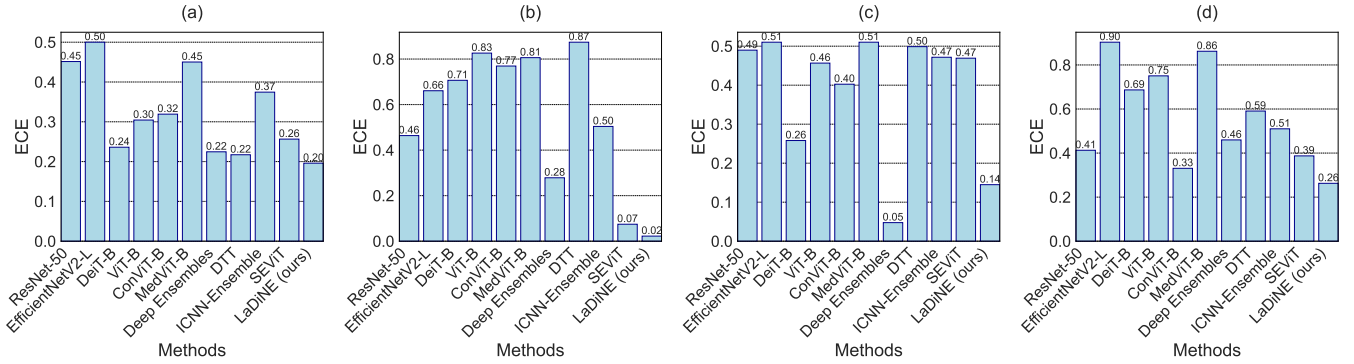 (a)
ECE
0.5
0.4
0.3
0.2
0.1
0.0
0.45
0.50
0.24
0.30
0.32
0.45
0.22
0.22
0.37
0.26
0.20
ResNet-50
EfficientNetV2-L
DeiT-B
ViT-B
ConViT-B
MedViT-B
Deep Ensembles
DTT
ICNN-Ensemble
SEViT
LaDiNE (ours)
Methods
(b)
ECE
0.8
0.6
0.4
0.2
0.0
0.46
0.66
0.71
0.83
0.77
0.81
0.28
0.87
0.50
0.07
0.02
ResNet-50
EfficientNetV2-L
DeiT-B
ViT-B
ConViT-B
MedViT-B
Deep Ensembles
DTT
ICNN-Ensemble
SEViT
LaDiNE (ours)
Methods
(c)
ECE
0.5
0.4
0.3
0.2
0.1
0.0
0.49
0.51
0.26
0.46
0.40
0.51
0.05
0.50
0.47
0.47
0.14
ResNet-50
EfficientNetV2-L
DeiT-B
ViT-B
ConViT-B
MedViT-B
Deep Ensembles
DTT
ICNN-Ensemble
SEViT
LaDiNE (ours)
Methods
(d)
ECE
0.8
0.6
0.4
0.2
0.0
0.41
0.90
0.69
0.75
0.33
0.86
0.46
0.59
0.51
0.39
0.26
ResNet-50
EfficientNetV2-L
DeiT-B
ViT-B
ConViT-B
MedViT-B
Deep Ensembles
DTT
ICNN-Ensemble
SEViT
LaDiNE (ours)
Methods